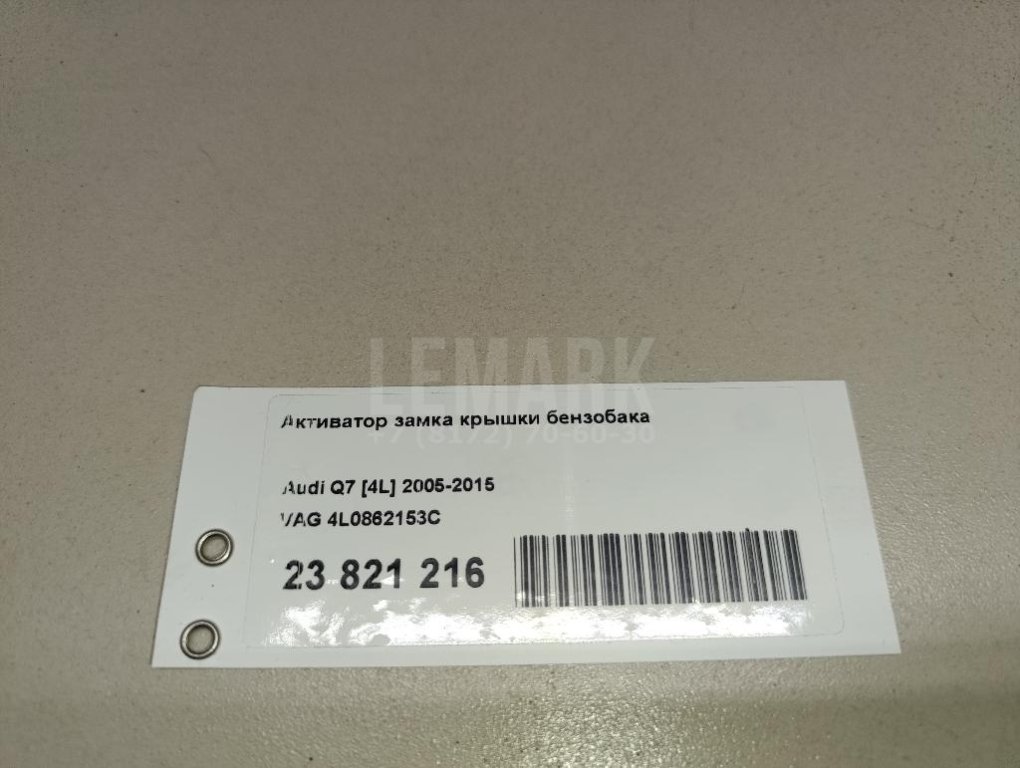 LEMARK
Активатор замка крышки бензобака
+7 (8172) 70-60-30
Audi Q7 [4L] 2005-2015
VAG 4L0862153C
23 821 216